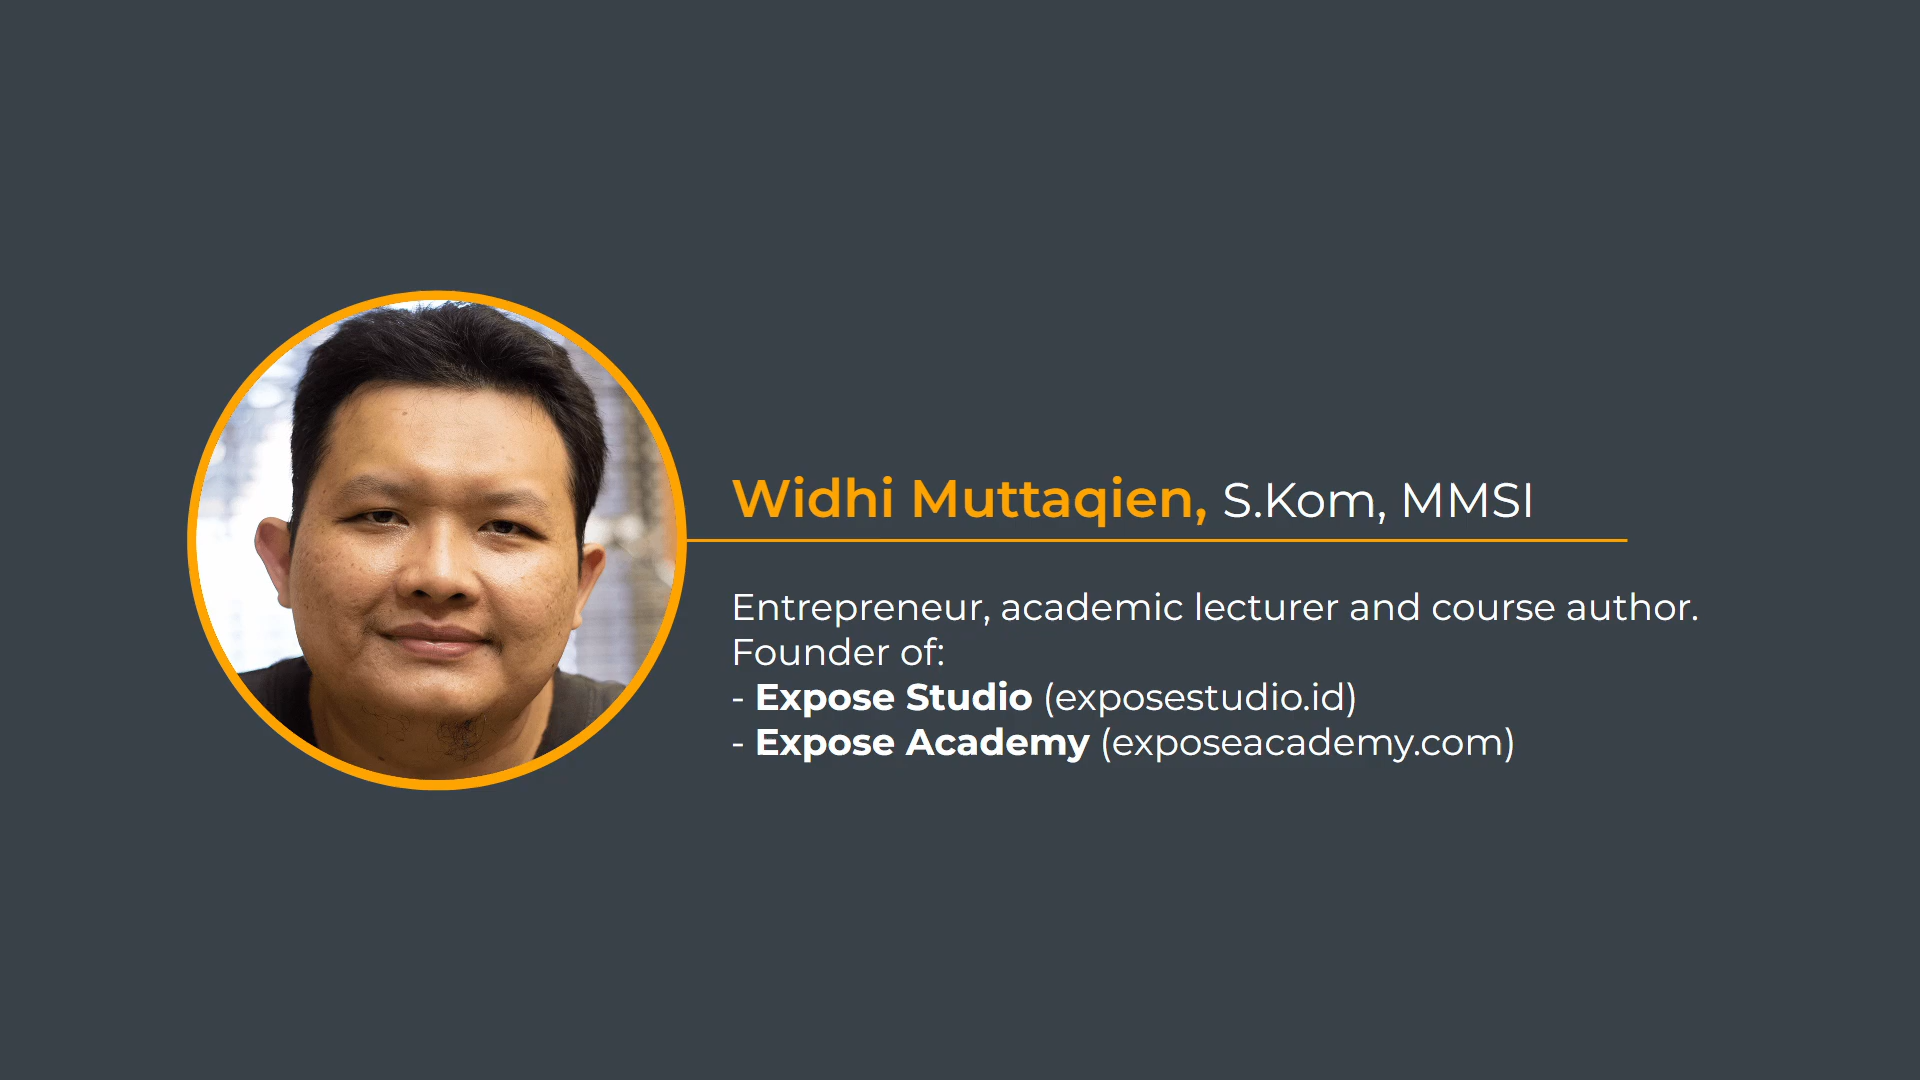 Widhi Muttaqien, S.Kom, MMSI
Entrepreneur, academic lecturer and course author.
Founder of:
- Expose Studio (exposestudio.id)
- Expose Academy (exposeacademy.com)